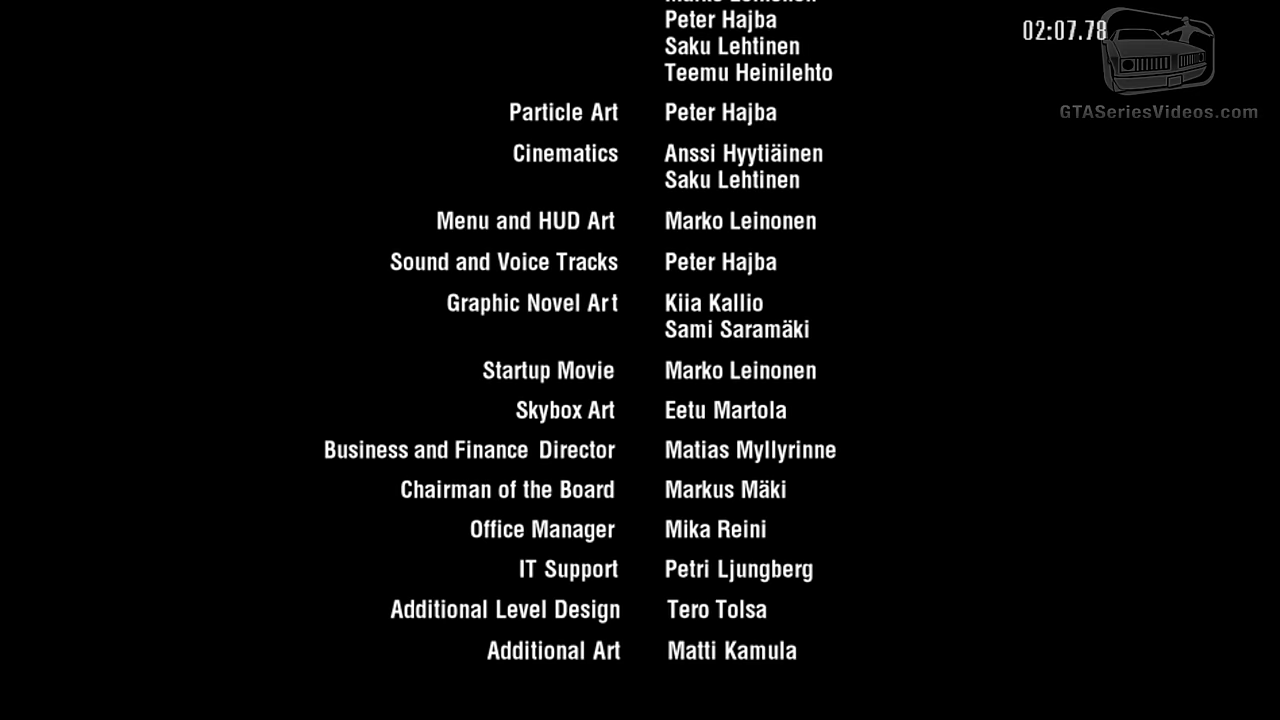 Peter Hajba
Saku Lehtinen
Teemu Heinilehto
02:07.78
GTASeriesVideos.com
Particle Art Peter Hajba
Cinematics Anssi Hyytiäinen
Saku Lehtinen
Menu and HUD Art Marko Leinonen
Sound and Voice Tracks Peter Hajba
Graphic Novel Art Kiia Kallio
Sami Saramäki
Startup Movie Marko Leinonen
Skybox Art Eetu Martola
Business and Finance Director Matias Myllyrinne
Chairman of the Board Markus Mäki
Office Manager Mika Reini
IT Support Petri Ljungberg
Additional Level Design Tero Tolsa
Additional Art Matti Kamula